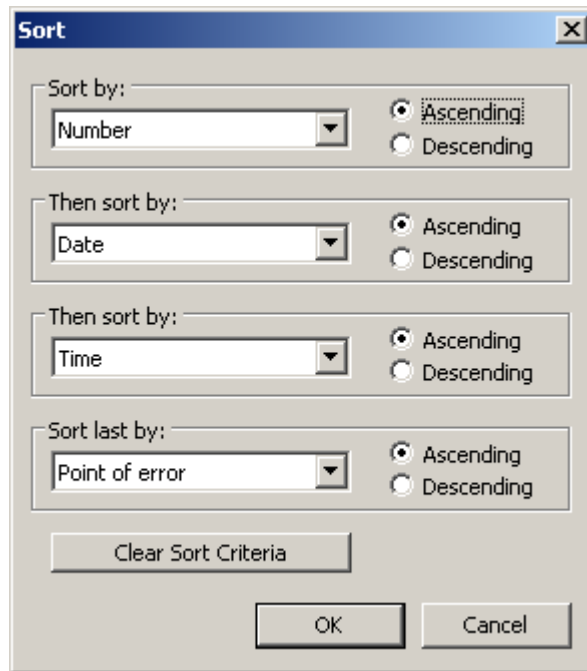 Sort
Sort by:
Number
Ascending
Descending
Then sort by:
Date
Ascending
Descending
Then sort by:
Time
Ascending
Descending
Sort last by:
Point of error
Ascending
Descending
Clear Sort Criteria
OK
Cancel